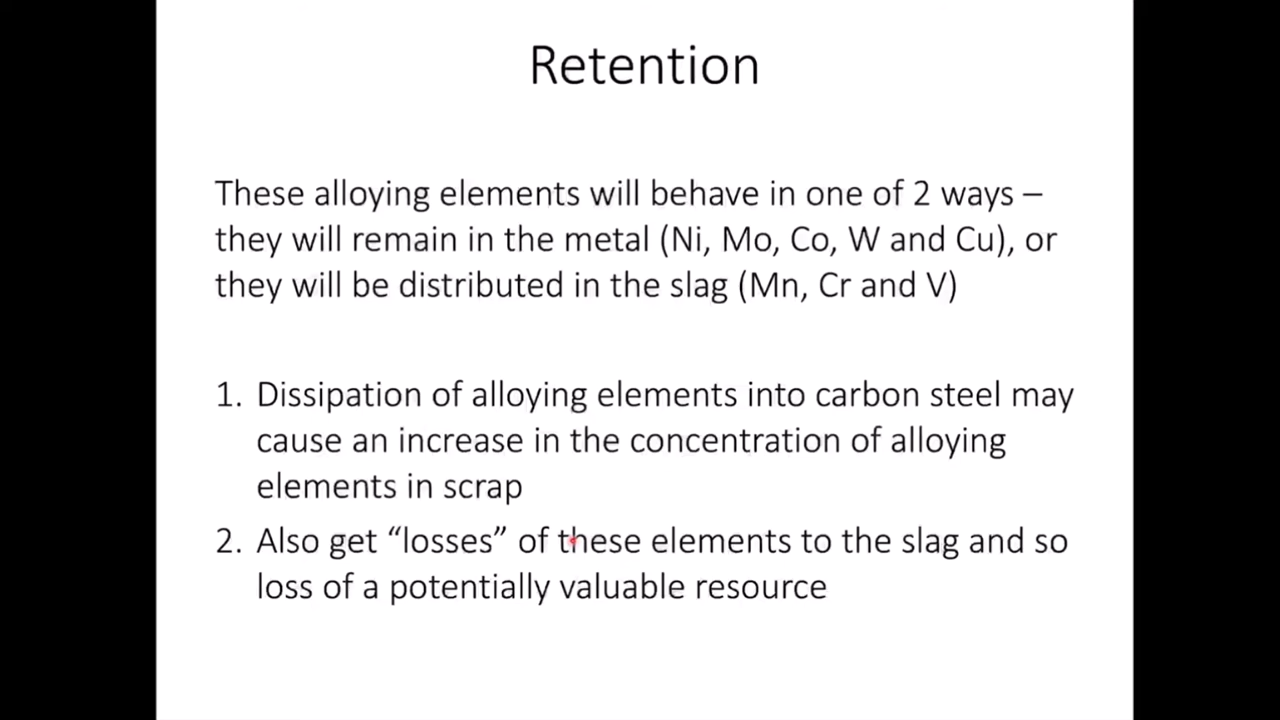 Retention
These alloying elements will behave in one of 2 ways –
they will remain in the metal (Ni, Mo, Co, W and Cu), or
they will be distributed in the slag (Mn, Cr and V)
1. Dissipation of alloying elements into carbon steel may
cause an increase in the concentration of alloying
elements in scrap
2. Also get “losses” of these elements to the slag and so
loss of a potentially valuable resource